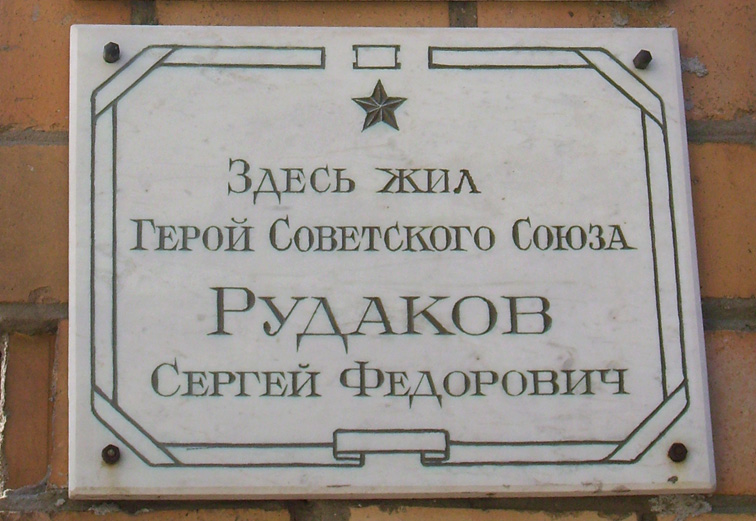 Здесь жил
Герой Советского Союза
Рудаков
Сергей Федорович